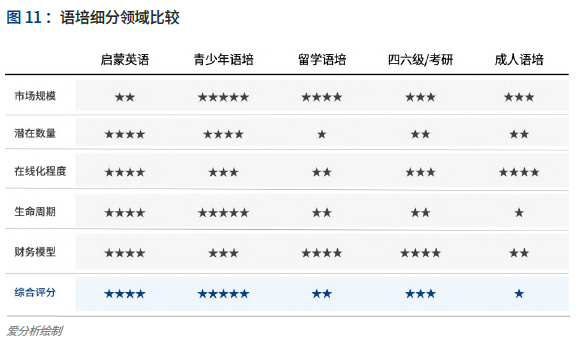 图 11： 语培细分领域比较
启蒙英语 青少年语培 留学语培 四六级/考研 成人语培
市场规模 ★★ ★★★★★ ★★★★ ★★★ ★★★
潜在数量 ★★★★ ★★★★ ★ ★★ ★★
在线化程度 ★★★★ ★★★ ★★ ★★★ ★★★★
生命周期 ★★★★ ★★★★★ ★★ ★★ ★
财务模型 ★★★★ ★★★ ★★★★ ★★★★ ★★
综合评分 ★★★★ ★★★★★ ★★ ★★★ ★
爱分析绘制